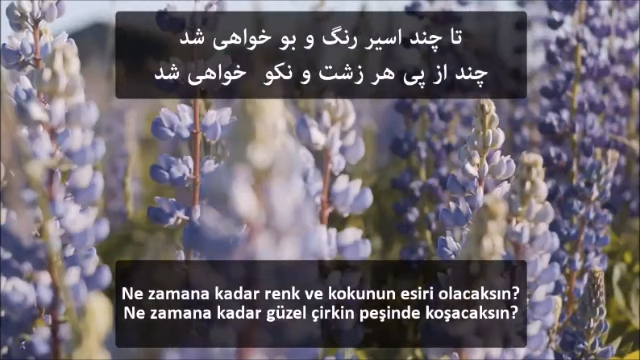 تا چند اسیر رنگ و بو خواهی شد
چند از پی هر زشت و نکو خواهی شد
Ne zamana kadar renk ve kokunun esiri olacaksın?
Ne zamana kadar güzel çirkin peşinde koşacaksın?